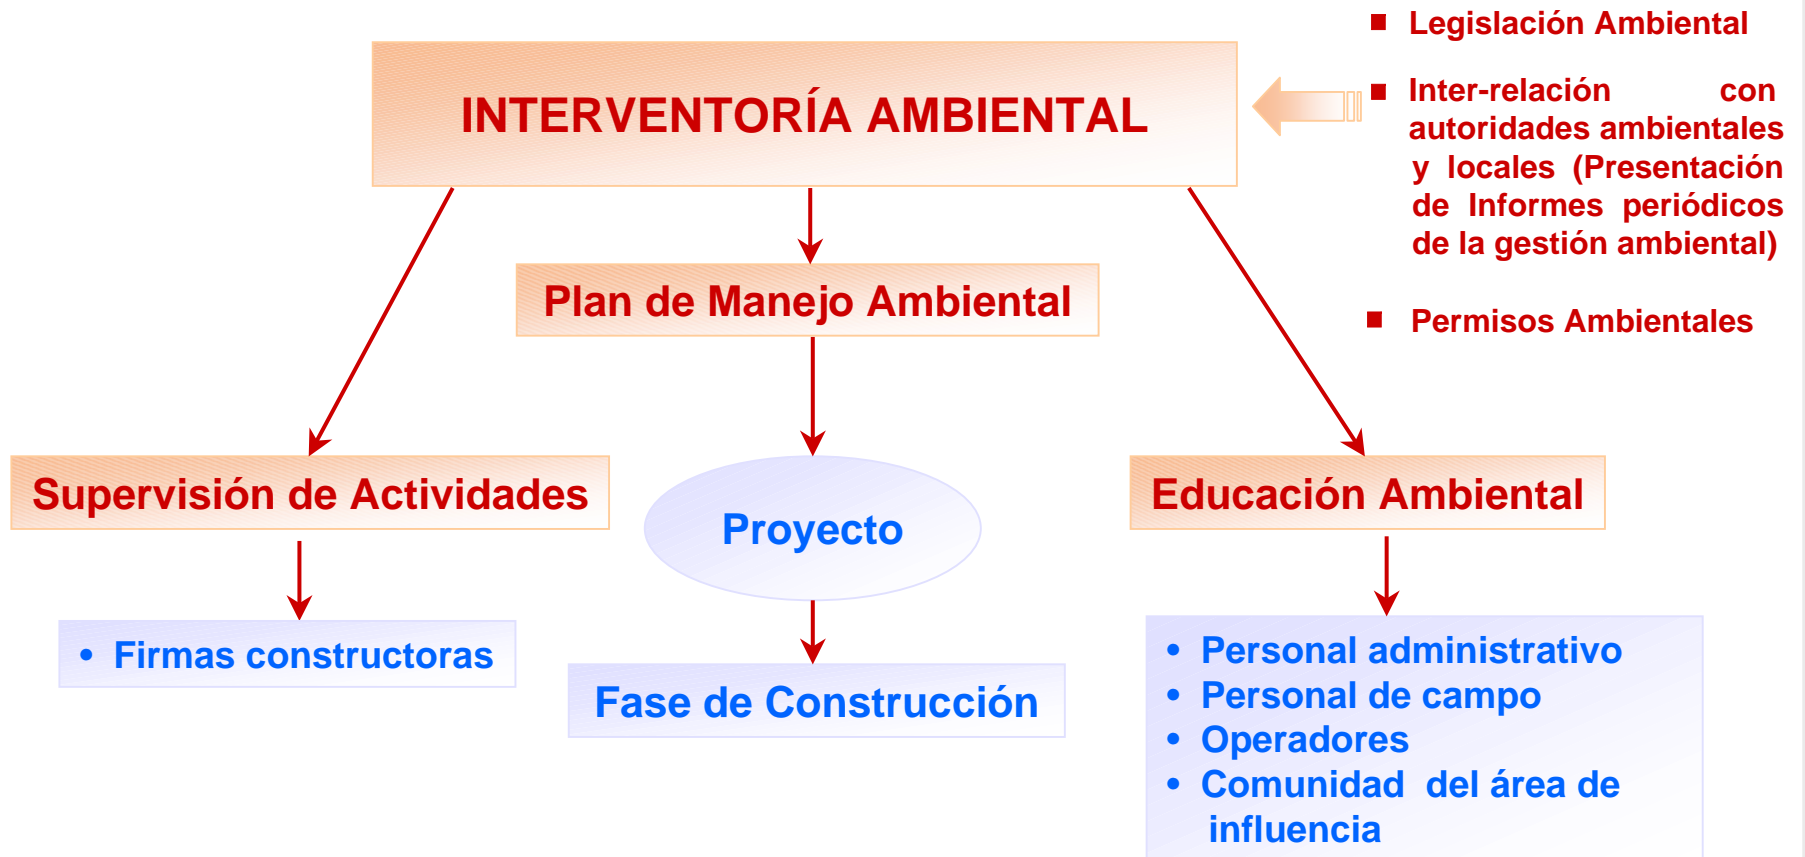 INTERVENTORÍA AMBIENTAL
■ Legislación Ambiental
■ Inter-relación con
autoridades ambientales
y locales (Presentación
de Informes periódicos
de la gestión ambiental)
■ Permisos Ambientales
Plan de Manejo Ambiental
Supervisión de Actividades
Proyecto
Educación Ambiental
• Firmas constructoras
Fase de Construcción
• Personal administrativo
• Personal de campo
• Operadores
• Comunidad del área de
influencia